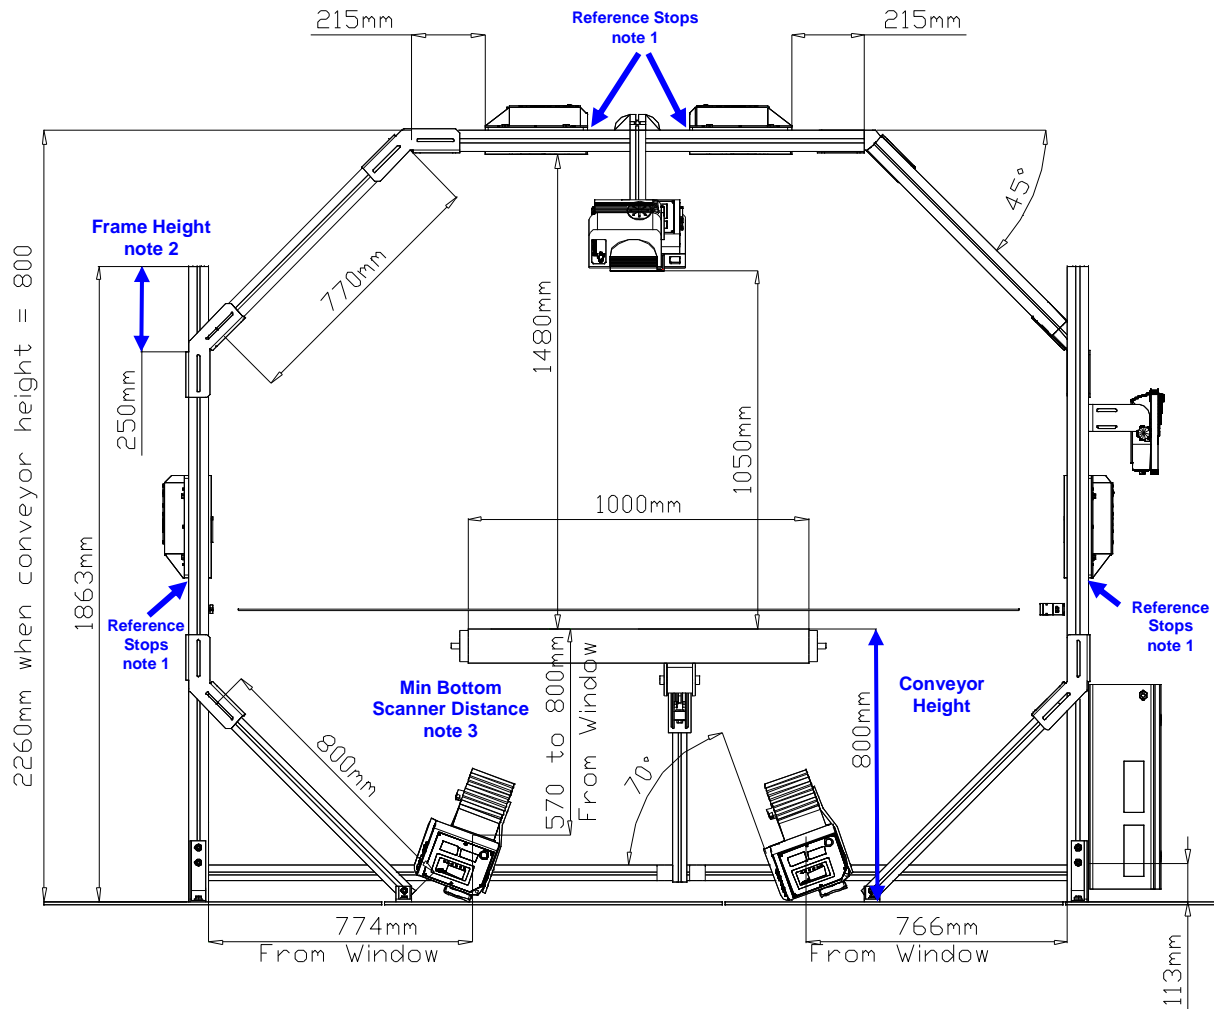 215mm
Reference Stops
note 1
215mm
45°
Frame Height
note 2
770mm
1480mm
2260mm when conveyor height = 800
250mm
1050mm
1000mm
1863mm
Reference
Stops
note 1
Reference
Stops
note 1
Min Bottom
Scanner Distance
note 3
570 to 800mm
From Window
Conveyor
Height
800mm
800mm
70°
774mm
From Window
766mm
From Window
113mm